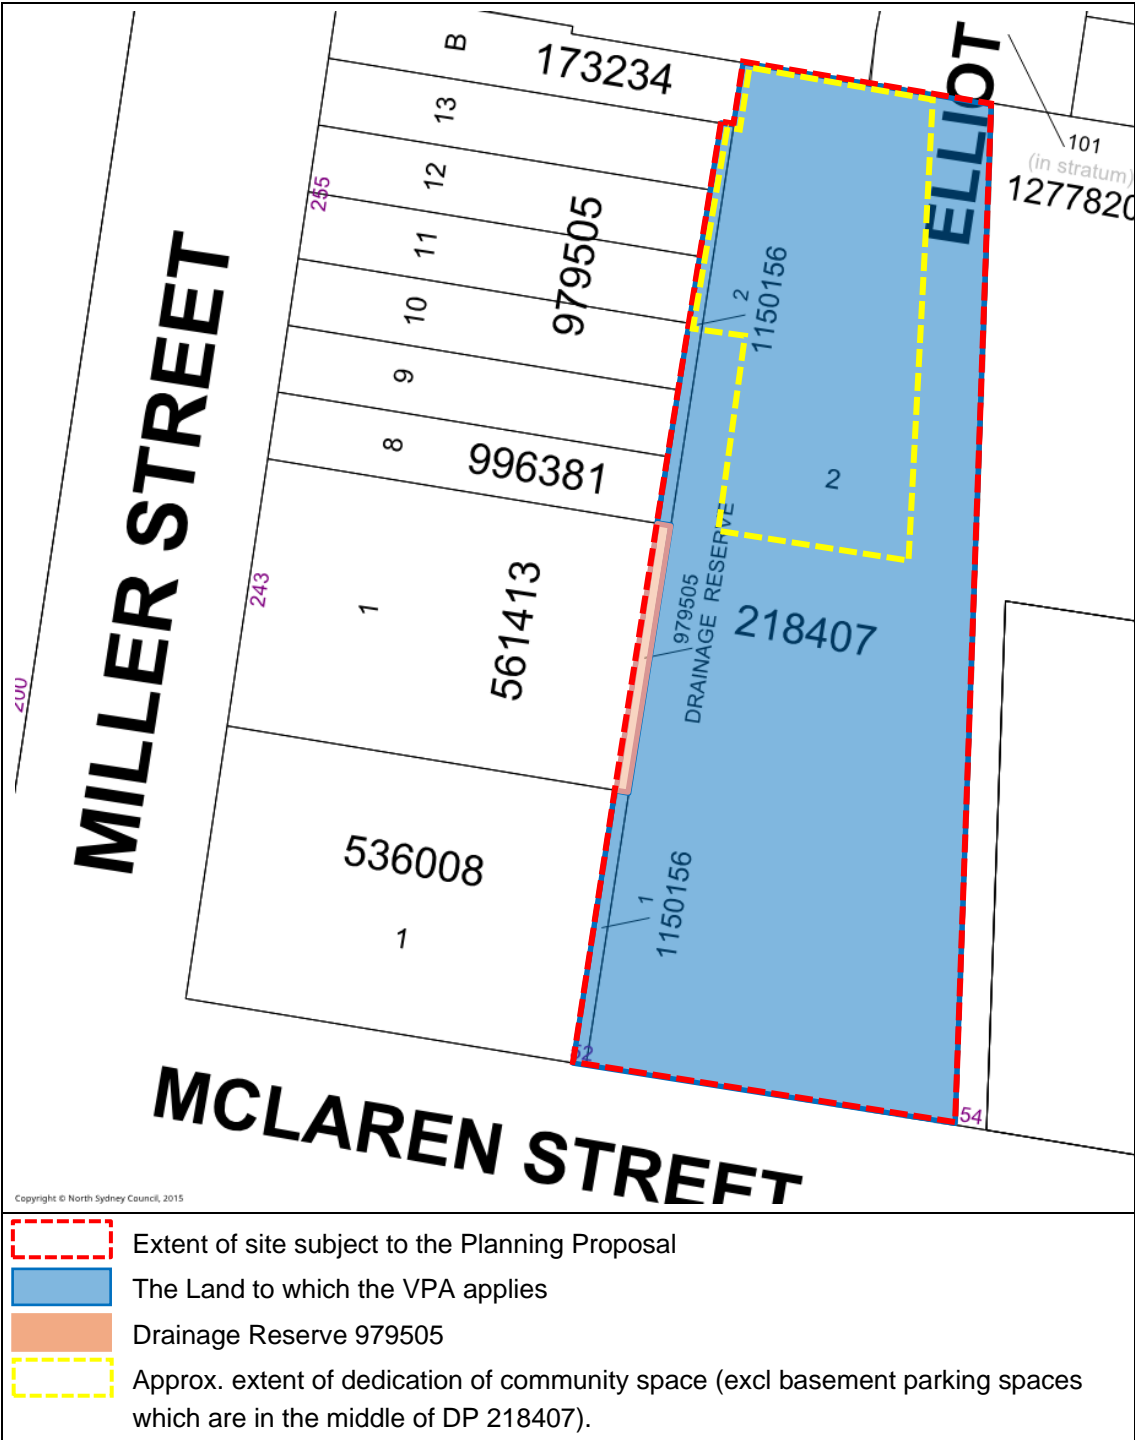 B
173234
ELLIOT
13
101
(in stratum)
1277820
12
255
979505
11
2
1150156
10
9
8
996381
2
MILLER STREET
243
1
561413
979505
DRAINAGE RESERVE
218407
200
536008
1
1
1150156
52
54
MCLAREN STREET
Copyright © North Sydney Council, 2015
Extent of site subject to the Planning Proposal
The Land to which the VPA applies
Drainage Reserve 979505
Approx. extent of dedication of community space (excl basement parking spaces
which are in the middle of DP 218407).